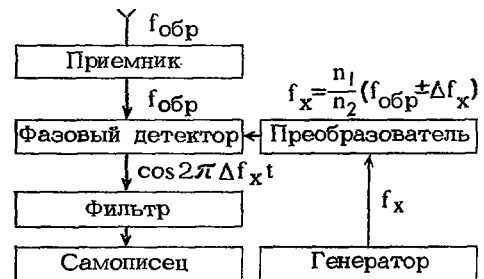 f_обр
Приемник
f_обр
f_x = n_1/n_2 (f_обр ± Δf_x)
Фазовый детектор
Преобразователь
cos 2π Δf_x t
f_x
Фильтр
Самописец
Генератор